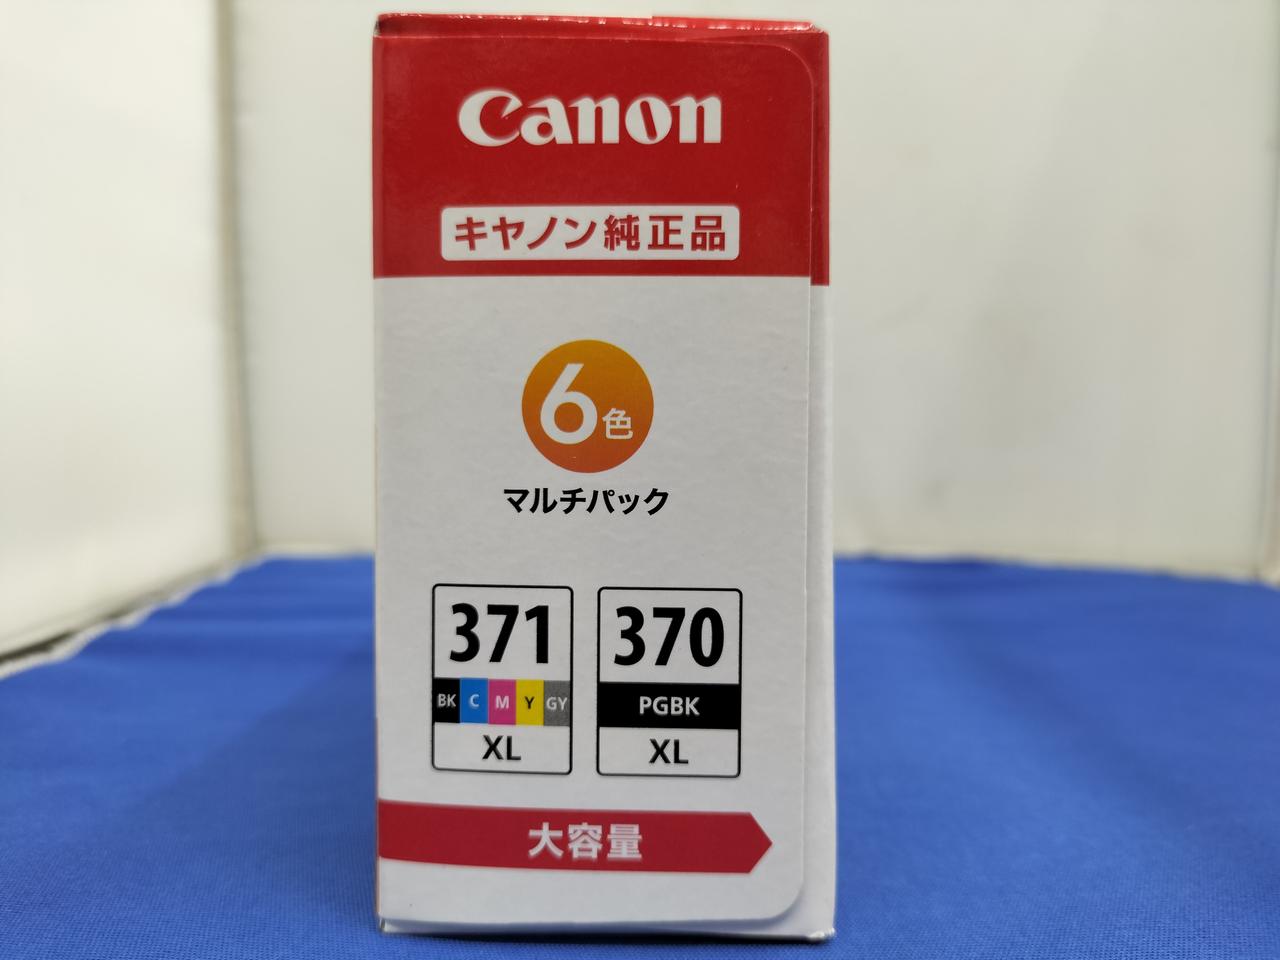 Canon
キヤノン純正品
6色
マルチパック
371 370
BK C M Y GY PGBK
XL XL
大容量